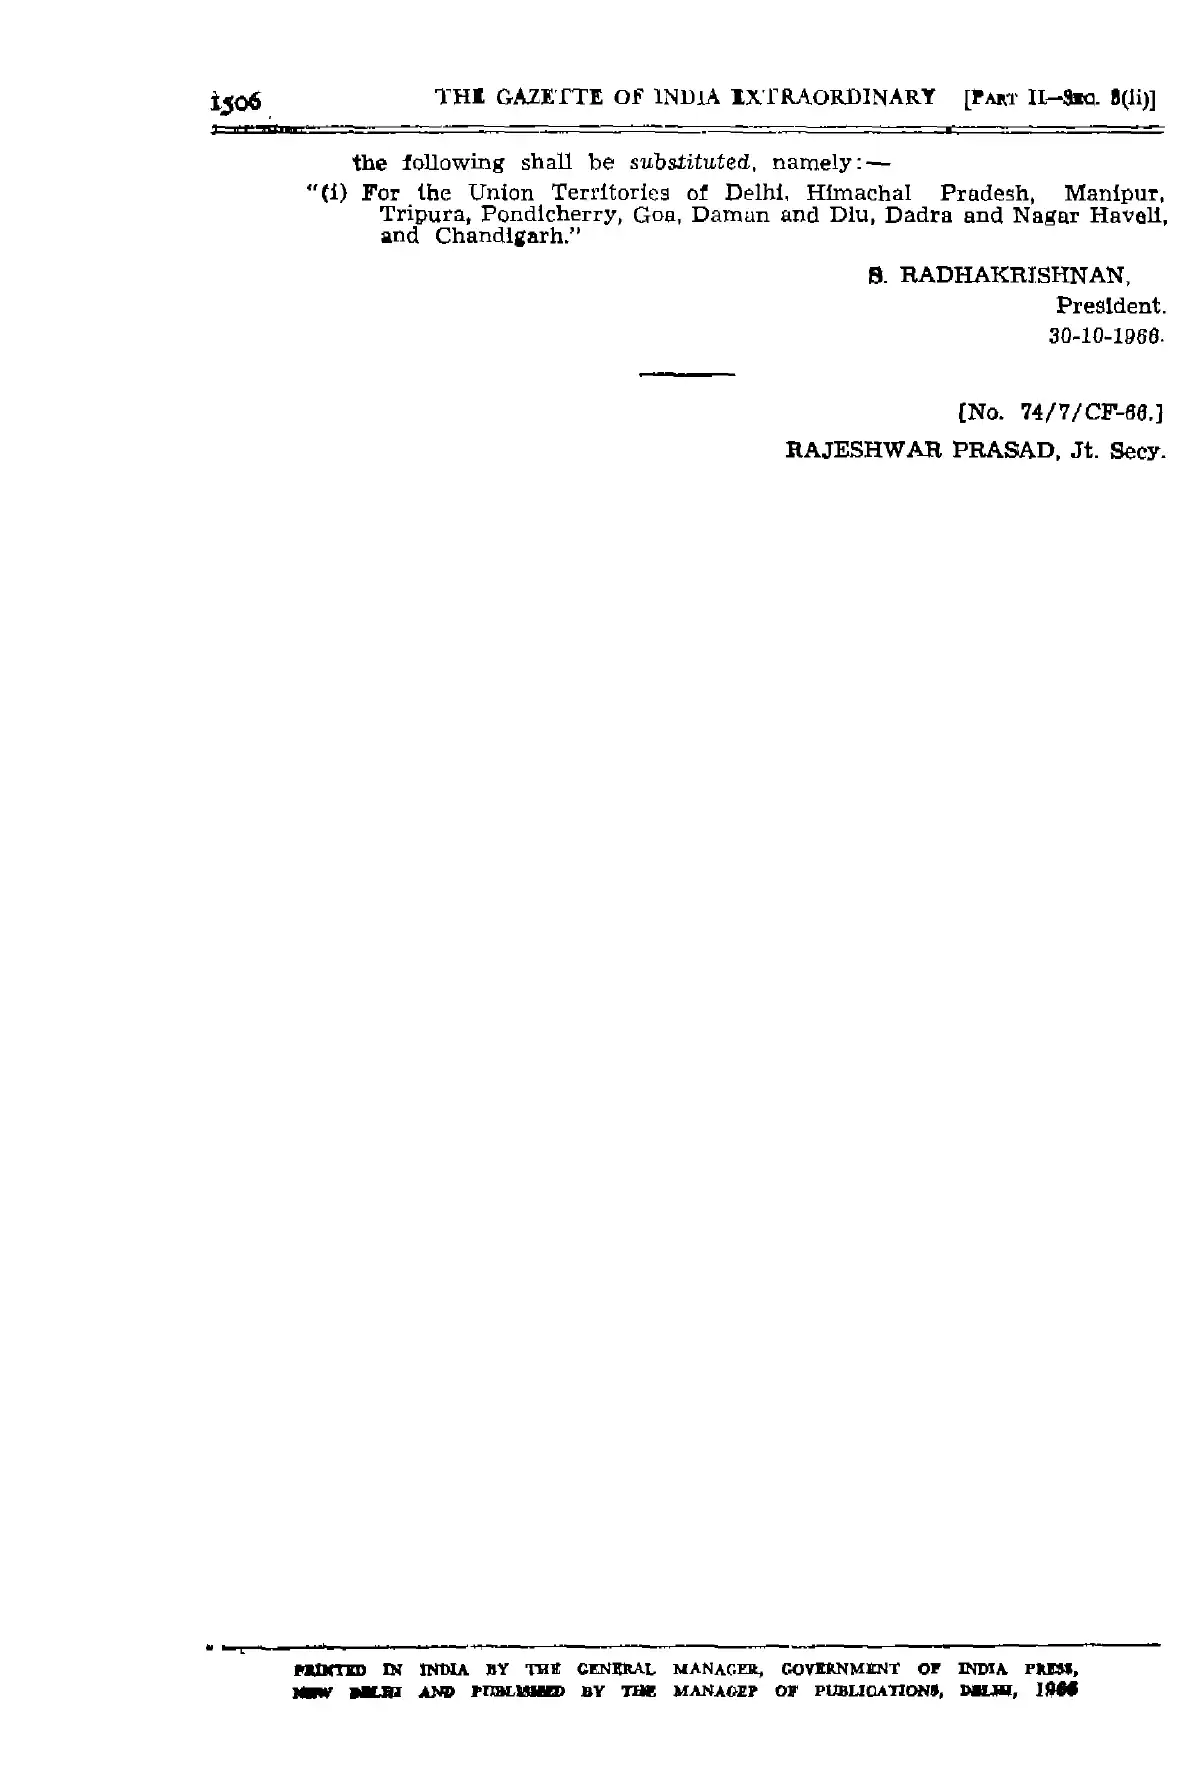 1506 THE GAZETTE OF INDIA EXTRAORDINARY [PART II—SEC. 3(ii)]
the following shall be substituted, namely:—
"(i) For the Union Territories of Delhi, Himachal Pradesh, Manipur,
Tripura, Pondicherry, Goa, Daman and Diu, Dadra and Nagar Haveli,
and Chandigarh."
S. RADHAKRISHNAN,
President.
30-10-1966.
[No. 74/7/CF-66.]
RAJESHWAR PRASAD, Jt. Secy.
PRINTED IN INDIA BY THE GENERAL MANAGER, GOVERNMENT OF INDIA PRESS,
NEW DELHI AND PUBLISHED BY THE MANAGER OF PUBLICATIONS, DELHI, 1966